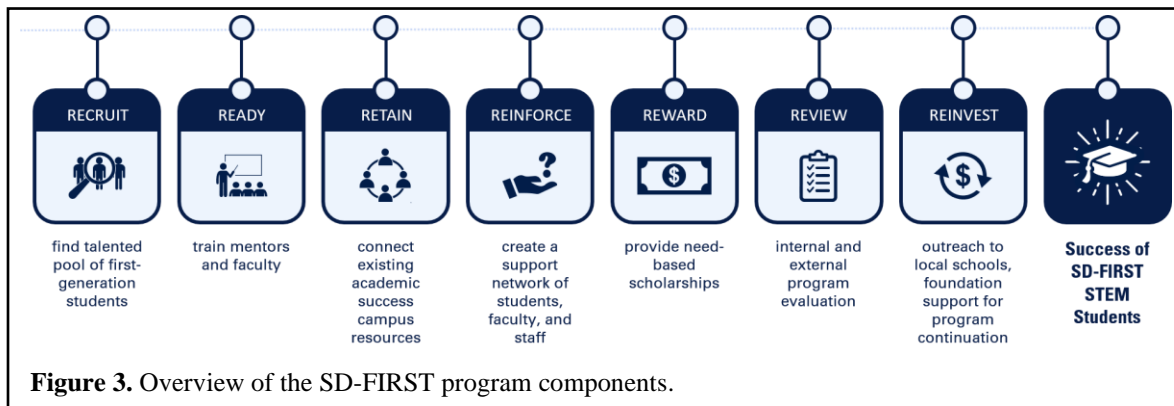 RECRUIT
find talented
pool of first-
generation
students
READY
train mentors
and faculty
RETAIN
connect
existing
academic
success
campus
resources
REINFORCE
?
create a
support
network of
students,
faculty, and
staff
REWARD
$
provide need-
based
scholarships
REVIEW
internal and
external
program
evaluation
REINVEST
$
outreach to
local schools,
foundation
support for
program
continuation
Success of
SD-FIRST
STEM
Students
Figure 3. Overview of the SD-FIRST program components.